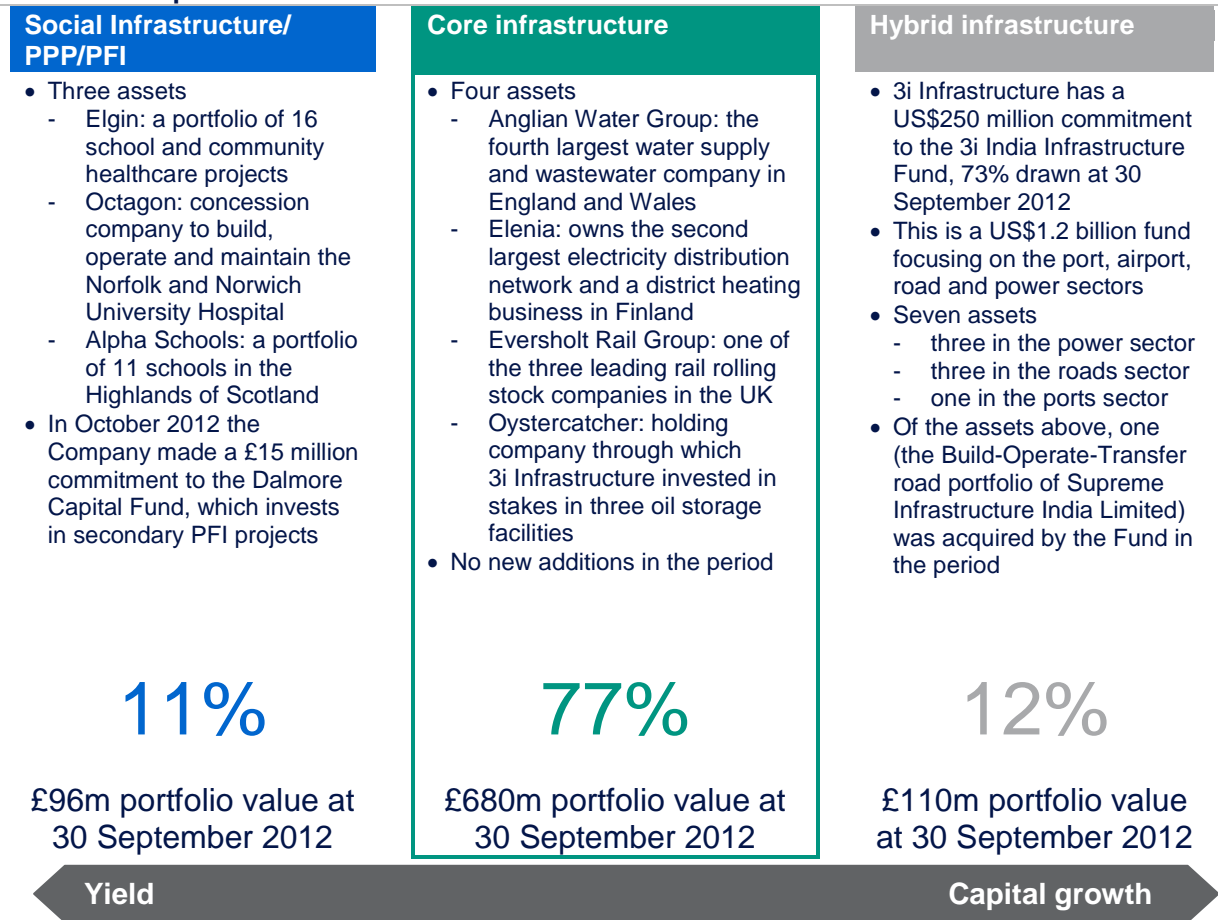 Social Infrastructure/
PPP/PFI
• Three assets
- Elgin: a portfolio of 16
school and community
healthcare projects
- Octagon: concession
company to build,
operate and maintain the
Norfolk and Norwich
University Hospital
- Alpha Schools: a portfolio
of 11 schools in the
Highlands of Scotland
• In October 2012 the
Company made a £15 million
commitment to the Dalmore
Capital Fund, which invests
in secondary PFI projects
11%
£96m portfolio value at
30 September 2012
Core infrastructure
• Four assets
- Anglian Water Group: the
fourth largest water supply
and wastewater company in
England and Wales
- Elenia: owns the second
largest electricity distribution
network and a district heating
business in Finland
- Eversholt Rail Group: one of
the three leading rail rolling
stock companies in the UK
- Oystercatcher: holding
company through which
3i Infrastructure invested in
stakes in three oil storage
facilities
• No new additions in the period
77%
£680m portfolio value at
30 September 2012
Hybrid infrastructure
• 3i Infrastructure has a
US$250 million commitment
to the 3i India Infrastructure
Fund, 73% drawn at 30
September 2012
• This is a US$1.2 billion fund
focusing on the port, airport,
road and power sectors
• Seven assets
- three in the power sector
- three in the roads sector
- one in the ports sector
• Of the assets above, one
(the Build-Operate-Transfer
road portfolio of Supreme
Infrastructure India Limited)
was acquired by the Fund in
the period
12%
£110m portfolio value
at 30 September 2012
Yield
Capital growth